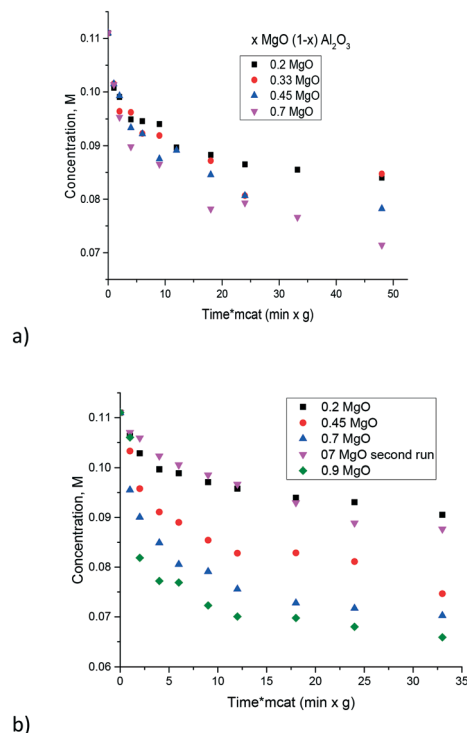 x MgO (1-x) Al₂O₃
0.2 MgO
0.33 MgO
0.45 MgO
0.7 MgO
0.11
0.10
0.09
0.08
0.07
Concentration, M
0 10 20 30 40 50
Time*mcat (min x g)
a)
0.2 MgO
0.45 MgO
0.7 MgO
07 MgO second run
0.9 MgO
0.11
0.10
0.09
0.08
0.07
0.06
Concentration, M
0 5 10 15 20 25 30 35
Time*mcat (min x g)
b)